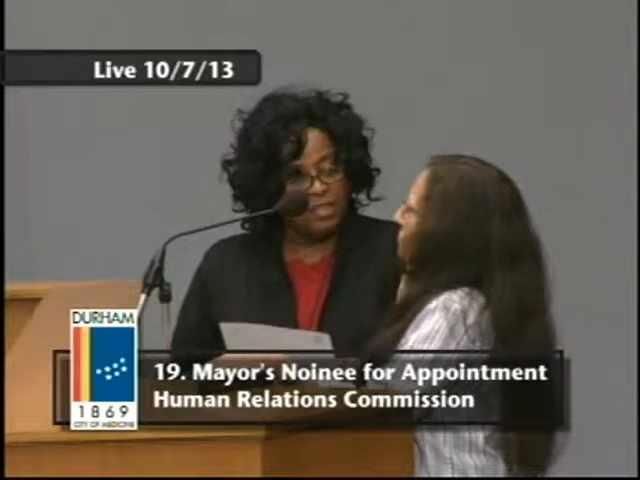 Live 10/7/13
DURHAM
1869
CITY OF MEDICINE
19. Mayor's Noinee for Appointment
Human Relations Commission